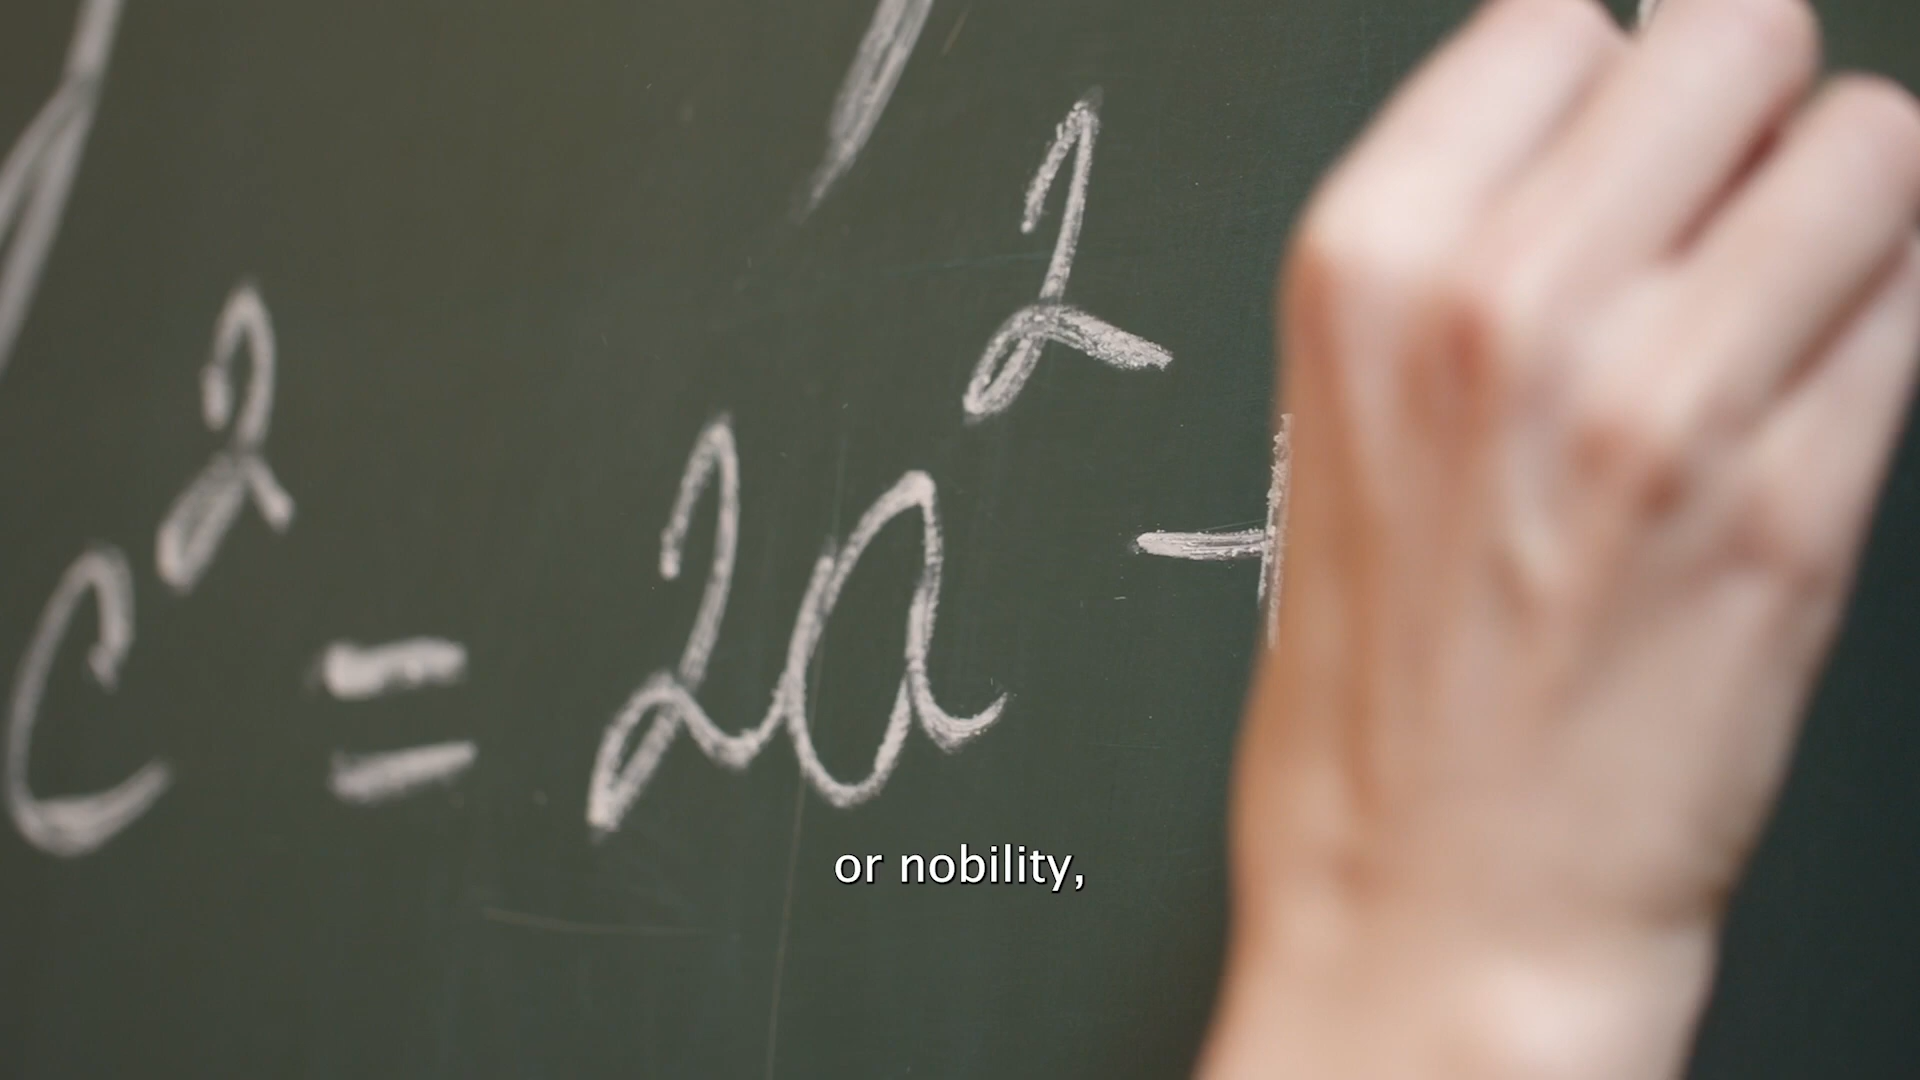 c² = 2a² +
or nobility,